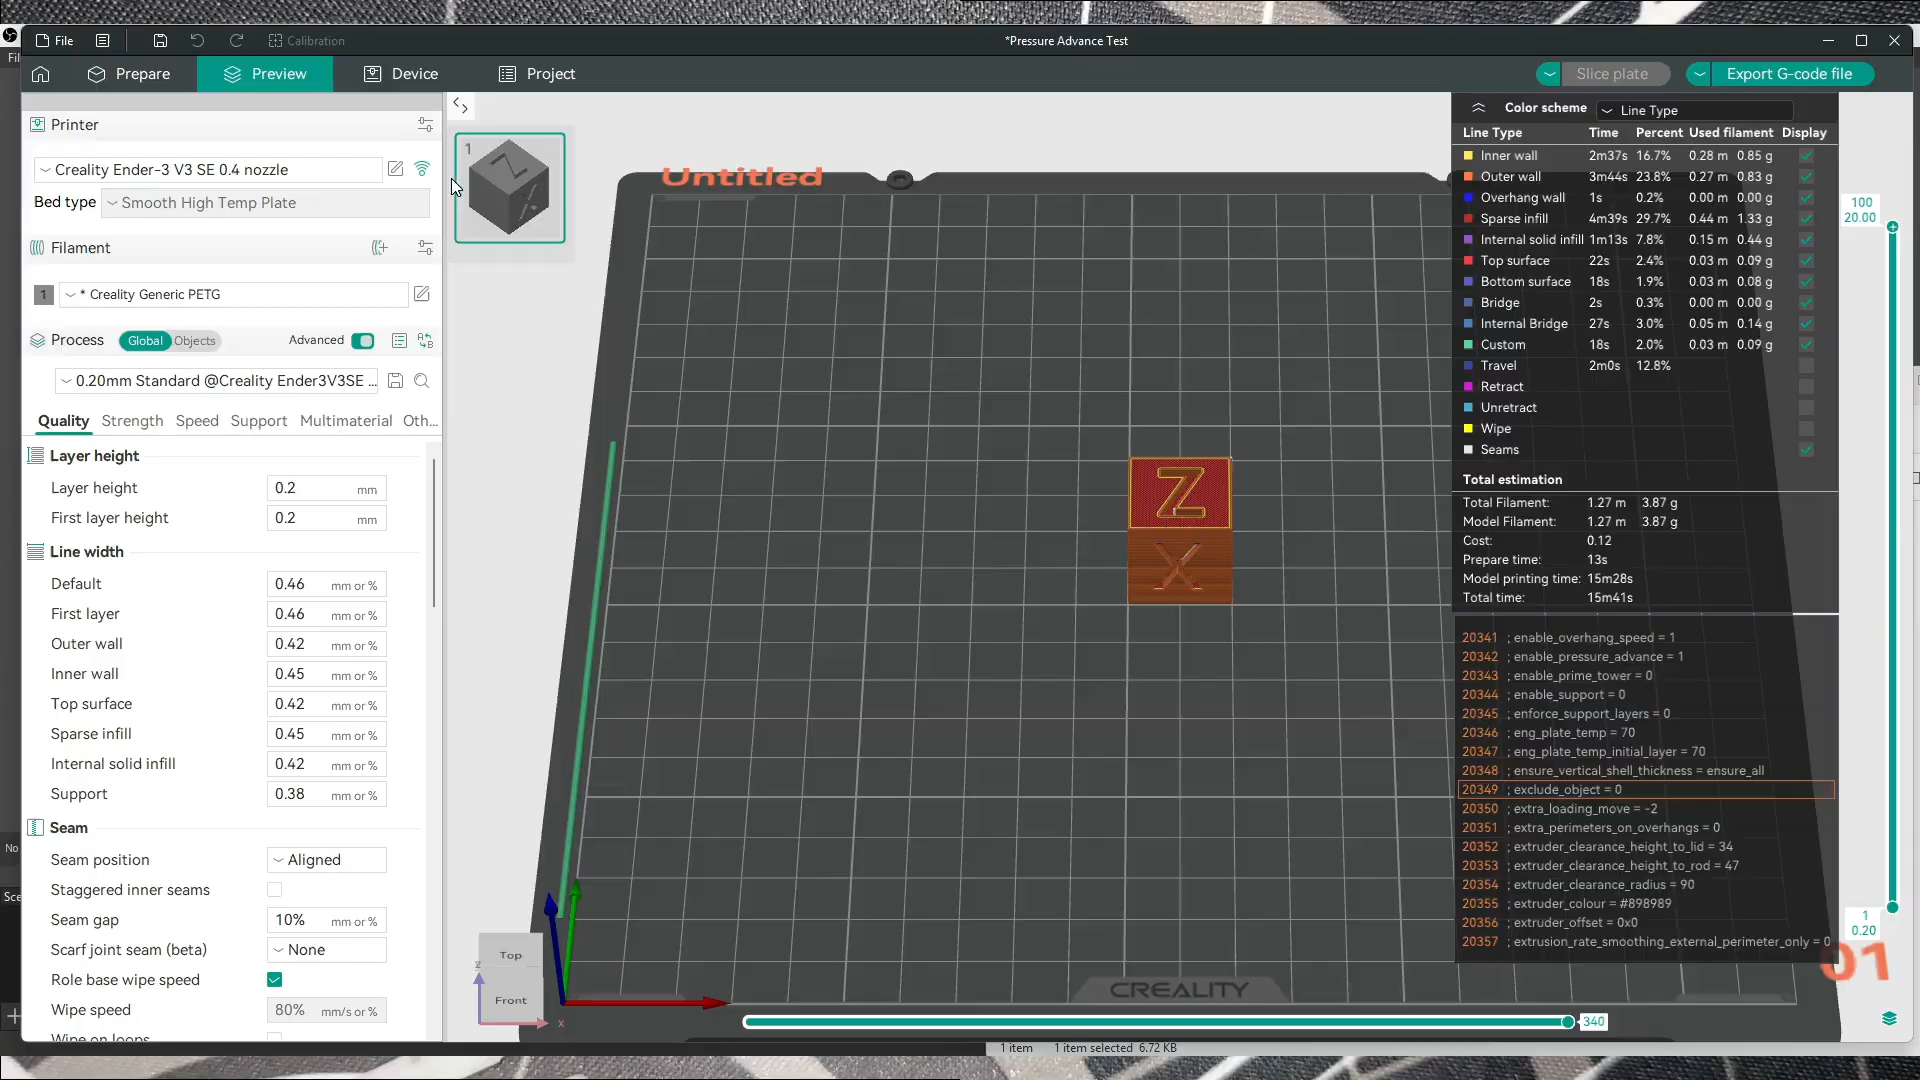 File
Calibration
*Pressure Advance Test
Prepare
Preview
Device
Project
Slice plate
Export G-code file
Printer
Creality Ender-3 V3 SE 0.4 nozzle
Bed type
Smooth High Temp Plate
Filament
1
* Creality Generic PETG
Process
Global
Objects
Advanced
0.20mm Standard @Creality Ender3V3SE ...
Quality
Strength
Speed
Support
Multimaterial
Oth...
Layer height
Layer height 0.2 mm
First layer height 0.2 mm
Line width
Default 0.46 mm or %
First layer 0.46 mm or %
Outer wall 0.42 mm or %
Inner wall 0.45 mm or %
Top surface 0.42 mm or %
Sparse infill 0.45 mm or %
Internal solid infill 0.42 mm or %
Support 0.38 mm or %
Seam
Seam position Aligned
Staggered inner seams
Seam gap 10% mm or %
Scarf joint seam (beta) None
Role base wipe speed
Wipe speed 80% mm/s or %
Wipe on loops
1
Z
X
Untitled
Z
X
CREALITY
01
Top
Front
z
x
340
Color scheme Line Type
Line Type Time Percent Used filament Display
Inner wall 2m37s 16.7% 0.28 m 0.85 g
Outer wall 3m44s 23.8% 0.27 m 0.83 g
Overhang wall 1s 0.2% 0.00 m 0.00 g
Sparse infill 4m39s 29.7% 0.44 m 1.33 g
Internal solid infill 1m13s 7.8% 0.15 m 0.44 g
Top surface 22s 2.4% 0.03 m 0.09 g
Bottom surface 18s 1.9% 0.03 m 0.08 g
Bridge 2s 0.3% 0.00 m 0.00 g
Internal Bridge 27s 3.0% 0.05 m 0.14 g
Custom 18s 2.0% 0.03 m 0.09 g
Travel 2m0s 12.8%
Retract
Unretract
Wipe
Seams
Total estimation
Total Filament: 1.27 m 3.87 g
Model Filament: 1.27 m 3.87 g
Cost: 0.12
Prepare time: 13s
Model printing time: 15m28s
Total time: 15m41s
20341 ; enable_overhang_speed = 1
20342 ; enable_pressure_advance = 1
20343 ; enable_prime_tower = 0
20344 ; enable_support = 0
20345 ; enforce_support_layers = 0
20346 ; eng_plate_temp = 70
20347 ; eng_plate_temp_initial_layer = 70
20348 ; ensure_vertical_shell_thickness = ensure_all
20349 ; exclude_object = 0
20350 ; extra_loading_move = -2
20351 ; extra_perimeters_on_overhangs = 0
20352 ; extruder_clearance_height_to_lid = 34
20353 ; extruder_clearance_height_to_rod = 47
20354 ; extruder_clearance_radius = 90
20355 ; extruder_colour = #898989
20356 ; extruder_offset = 0x0
20357 ; extrusion_rate_smoothing_external_perimeter_only = 0
100
20.00
1
0.20
Fil
No
Sce
1 item 1 item selected 6.72 KB